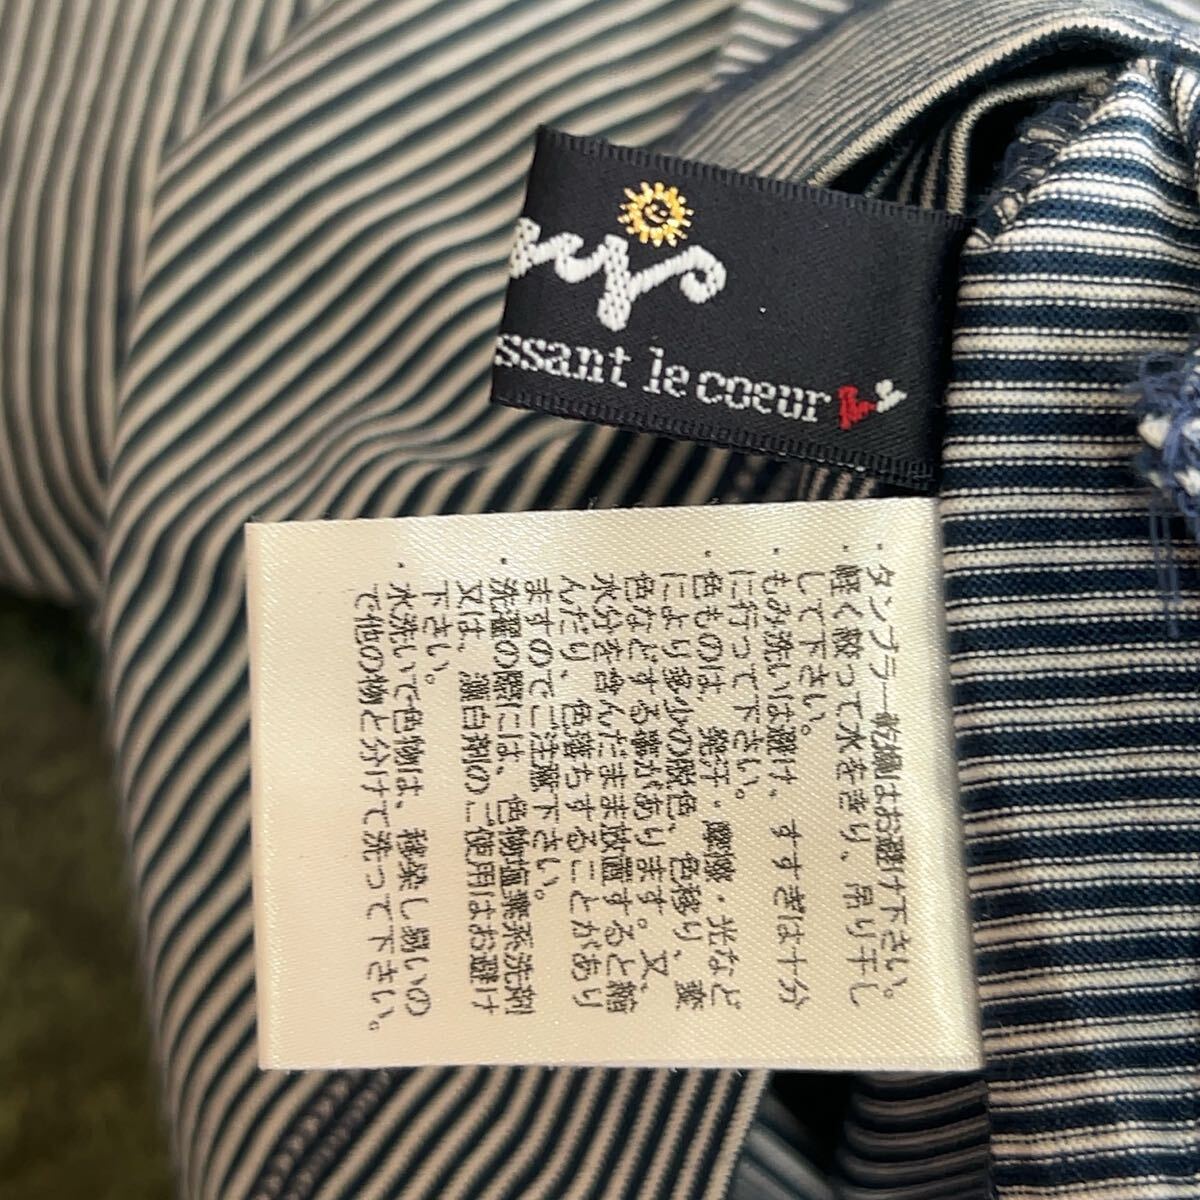 ssant le coeur
・タンブラー乾燥はお避け下さい。
・軽く絞って水をきり、吊り干し
して下さい。
・もみ洗いは避け、すすぎは十分
に行って下さい。
・色ものは、発汗・摩擦・光など
により多少の脱色、色移り、変
色などする事があります。又、
水分を含んだまま放置すると縮
んだり、色落ちすることがあり
ますのでご注意下さい。
・洗濯の際には、色物塩素系洗剤
又は、漂白剤のご使用はお避け
下さい。
・水洗いで色物は、移染し易いの
で他の物と分けて洗って下さい。